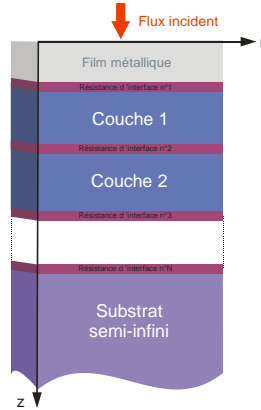 Flux incident
Film métallique
Résistance d 'interface n°1
Couche 1
Résistance d 'interface n°2
Couche 2
Résistance d 'interface n°3
Résistance d 'interface n°N
Substrat
semi-infini
z